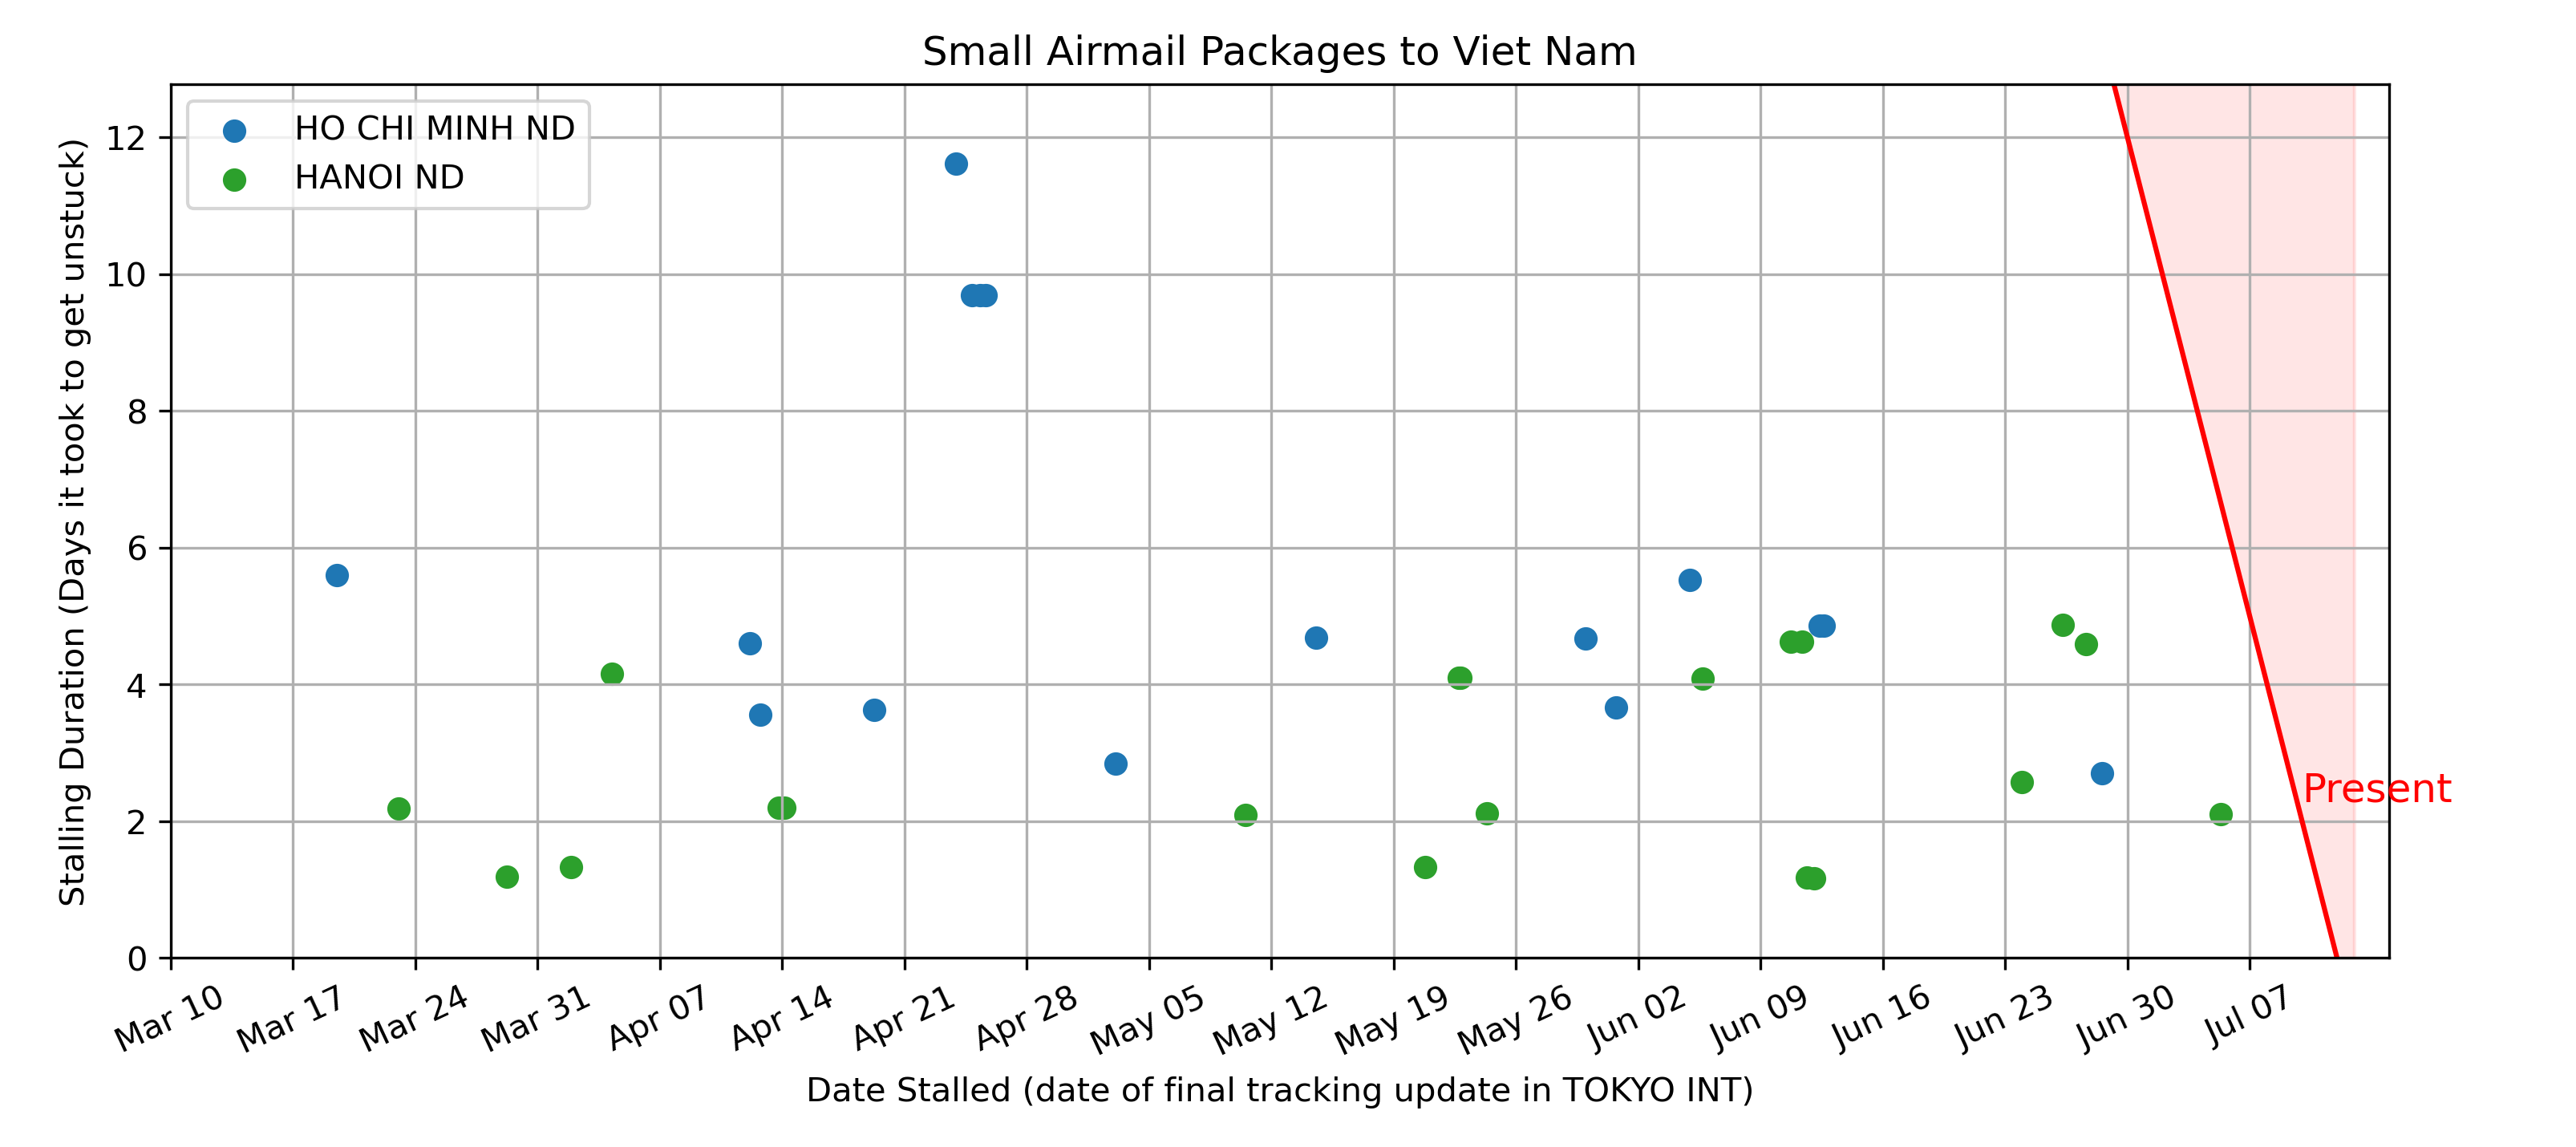 Small Airmail Packages to Viet Nam
HO CHI MINH ND
HANOI ND
Stalling Duration (Days it took to get unstuck)
12
10
8
6
4
2
0
Present
Mar 10
Mar 17
Mar 24
Mar 31
Apr 07
Apr 14
Apr 21
Apr 28
May 05
May 12
May 19
May 26
Jun 02
Jun 09
Jun 16
Jun 23
Jun 30
Jul 07
Date Stalled (date of final tracking update in TOKYO INT)